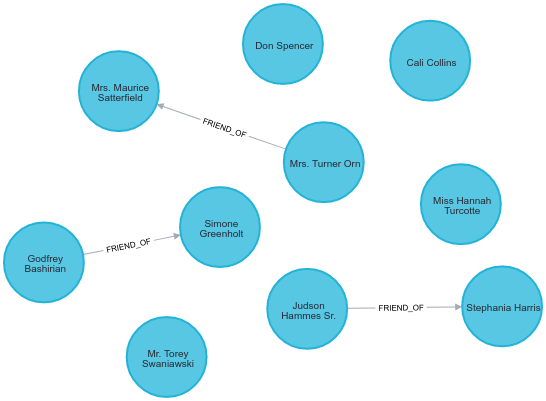 Don Spencer
Cali Collins
Mrs. Maurice
Satterfield
FRIEND_OF
Mrs. Turner Orn
Miss Hannah
Turcotte
Simone
Greenholt
FRIEND_OF
Godfrey
Bashirian
Judson
Hammes Sr.
FRIEND_OF
Stephania Harris
Mr. Torey
Swaniawski